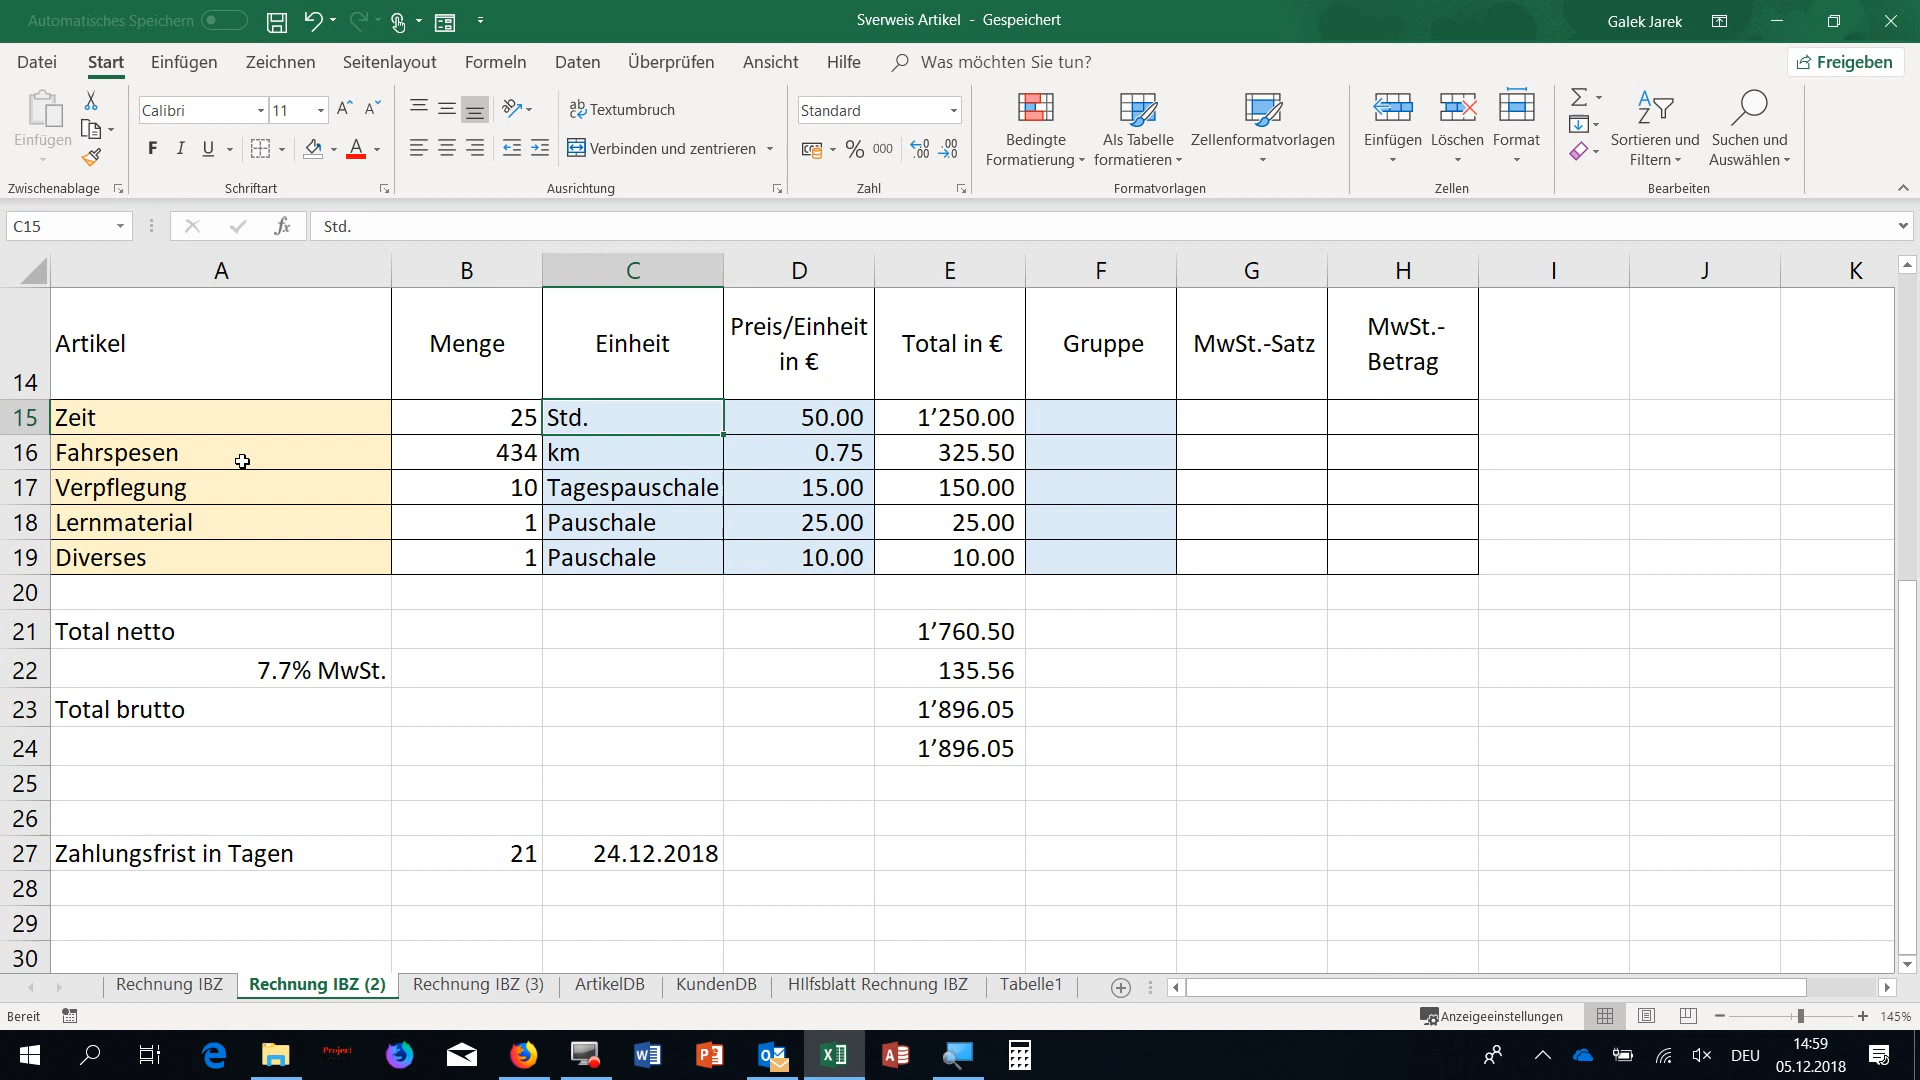 Automatisches Speichern
Sverweis Artikel - Gespeichert
Galek Jarek
Datei Start Einfügen Zeichnen Seitenlayout Formeln Daten Überprüfen Ansicht Hilfe Was möchten Sie tun? Freigeben
Einfügen
Calibri 11
F K U
ab Textumbruch
Verbinden und zentrieren
Standard
% 000
Bedingte Formatierung
Als Tabelle formatieren
Zellenformatvorlagen
Einfügen Löschen Format
Sortieren und Filtern
Suchen und Auswählen
Zwischenablage Schriftart Ausrichtung Zahl Formatvorlagen Zellen Bearbeiten
C15 fx Std.
A B C D E F G H I J K
14 Artikel Menge Einheit Preis/Einheit in € Total in € Gruppe MwSt.-Satz MwSt.-Betrag
15 Zeit 25 Std. 50.00 1’250.00
16 Fahrspesen 434 km 0.75 325.50
17 Verpflegung 10 Tagespauschale 15.00 150.00
18 Lernmaterial 1 Pauschale 25.00 25.00
19 Diverses 1 Pauschale 10.00 10.00
20
21 Total netto 1’760.50
22 7.7% MwSt. 135.56
23 Total brutto 1’896.05
24 1’896.05
25
26
27 Zahlungsfrist in Tagen 21 24.12.2018
28
29
30
Rechnung IBZ Rechnung IBZ (2) Rechnung IBZ (3) ArtikelDB KundenDB HIlfsblatt Rechnung IBZ Tabelle1
Bereit Anzeigeeinstellungen 145%
Project
DEU
14:59
05.12.2018